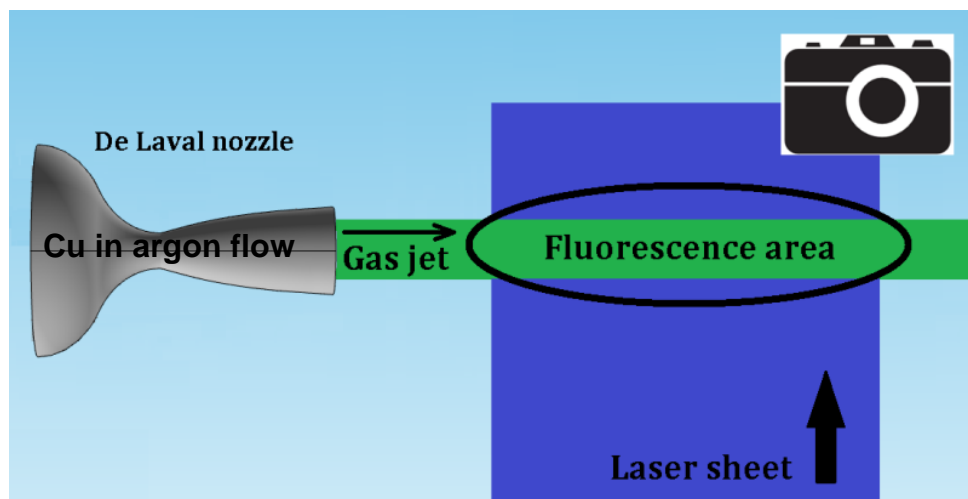 De Laval nozzle
Cu in argon flow
Gas jet
Fluorescence area
Laser sheet